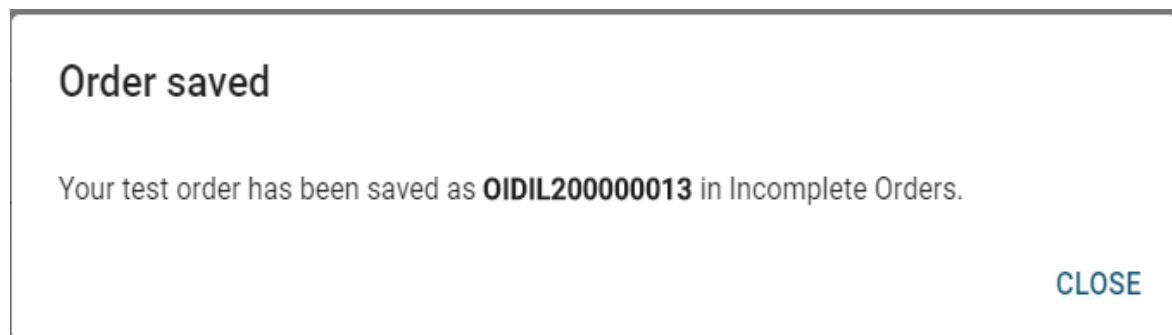 Order saved
Your test order has been saved as OIDIL200000013 in Incomplete Orders.
CLOSE